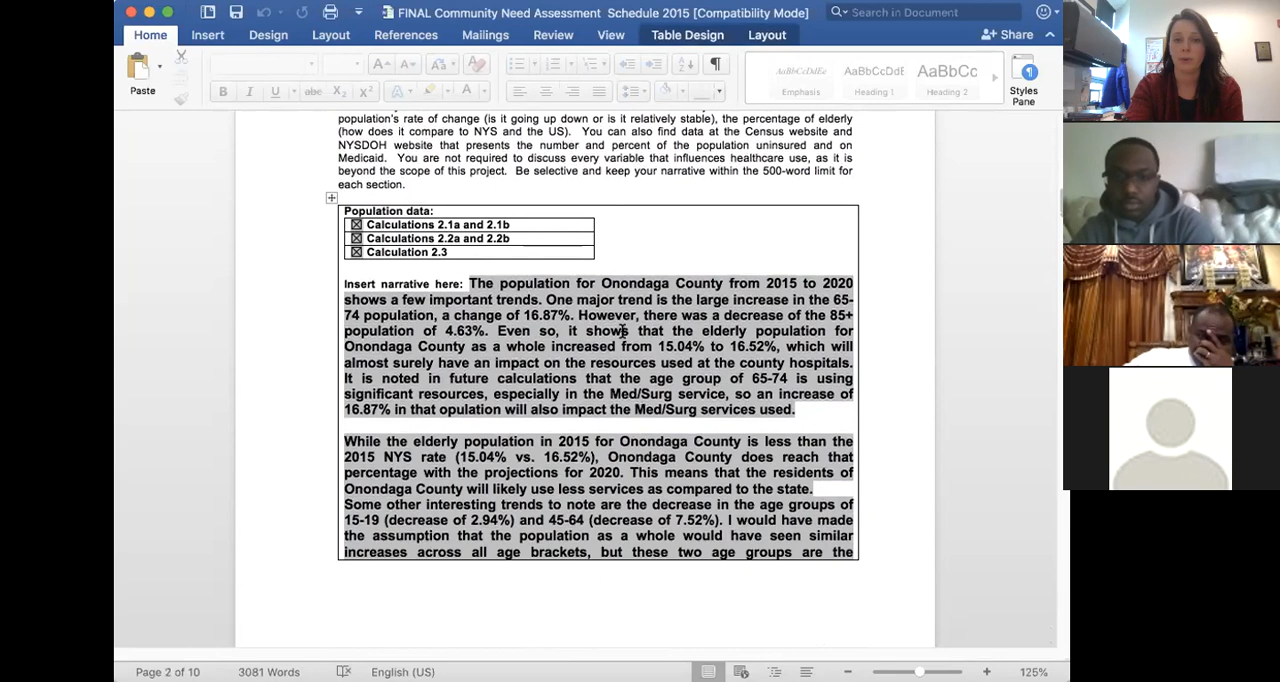 FINAL Community Need Assessment Schedule 2015 [Compatibility Mode]
Search in Document
Home Insert Design Layout References Mailings Review View Table Design Layout
Share
Paste
B I U abc X₂ X²
AaBbCcDdEe AaBbCcDdE AaBbCc
Emphasis Heading 1 Heading 2
Styles
Pane
population's rate of change (is it going up down or is it relatively stable), the percentage of elderly
(how does it compare to NYS and the US). You can also find data at the Census website and
NYSDOH website that presents the number and percent of the population uninsured and on
Medicaid. You are not required to discuss every variable that influences healthcare use, as it is
beyond the scope of this project. Be selective and keep your narrative within the 500-word limit for
each section.
Population data:
Calculations 2.1a and 2.1b
Calculations 2.2a and 2.2b
Calculation 2.3
Insert narrative here: The population for Onondaga County from 2015 to 2020
shows a few important trends. One major trend is the large increase in the 65-
74 population, a change of 16.87%. However, there was a decrease of the 85+
population of 4.63%. Even so, it shows that the elderly population for
Onondaga County as a whole increased from 15.04% to 16.52%, which will
almost surely have an impact on the resources used at the county hospitals.
It is noted in future calculations that the age group of 65-74 is using
significant resources, especially in the Med/Surg service, so an increase of
16.87% in that opulation will also impact the Med/Surg services used.
While the elderly population in 2015 for Onondaga County is less than the
2015 NYS rate (15.04% vs. 16.52%), Onondaga County does reach that
percentage with the projections for 2020. This means that the residents of
Onondaga County will likely use less services as compared to the state.
Some other interesting trends to note are the decrease in the age groups of
15-19 (decrease of 2.94%) and 45-64 (decrease of 7.52%). I would have made
the assumption that the population as a whole would have seen similar
increases across all age brackets, but these two age groups are the
Page 2 of 10 3081 Words English (US) 125%